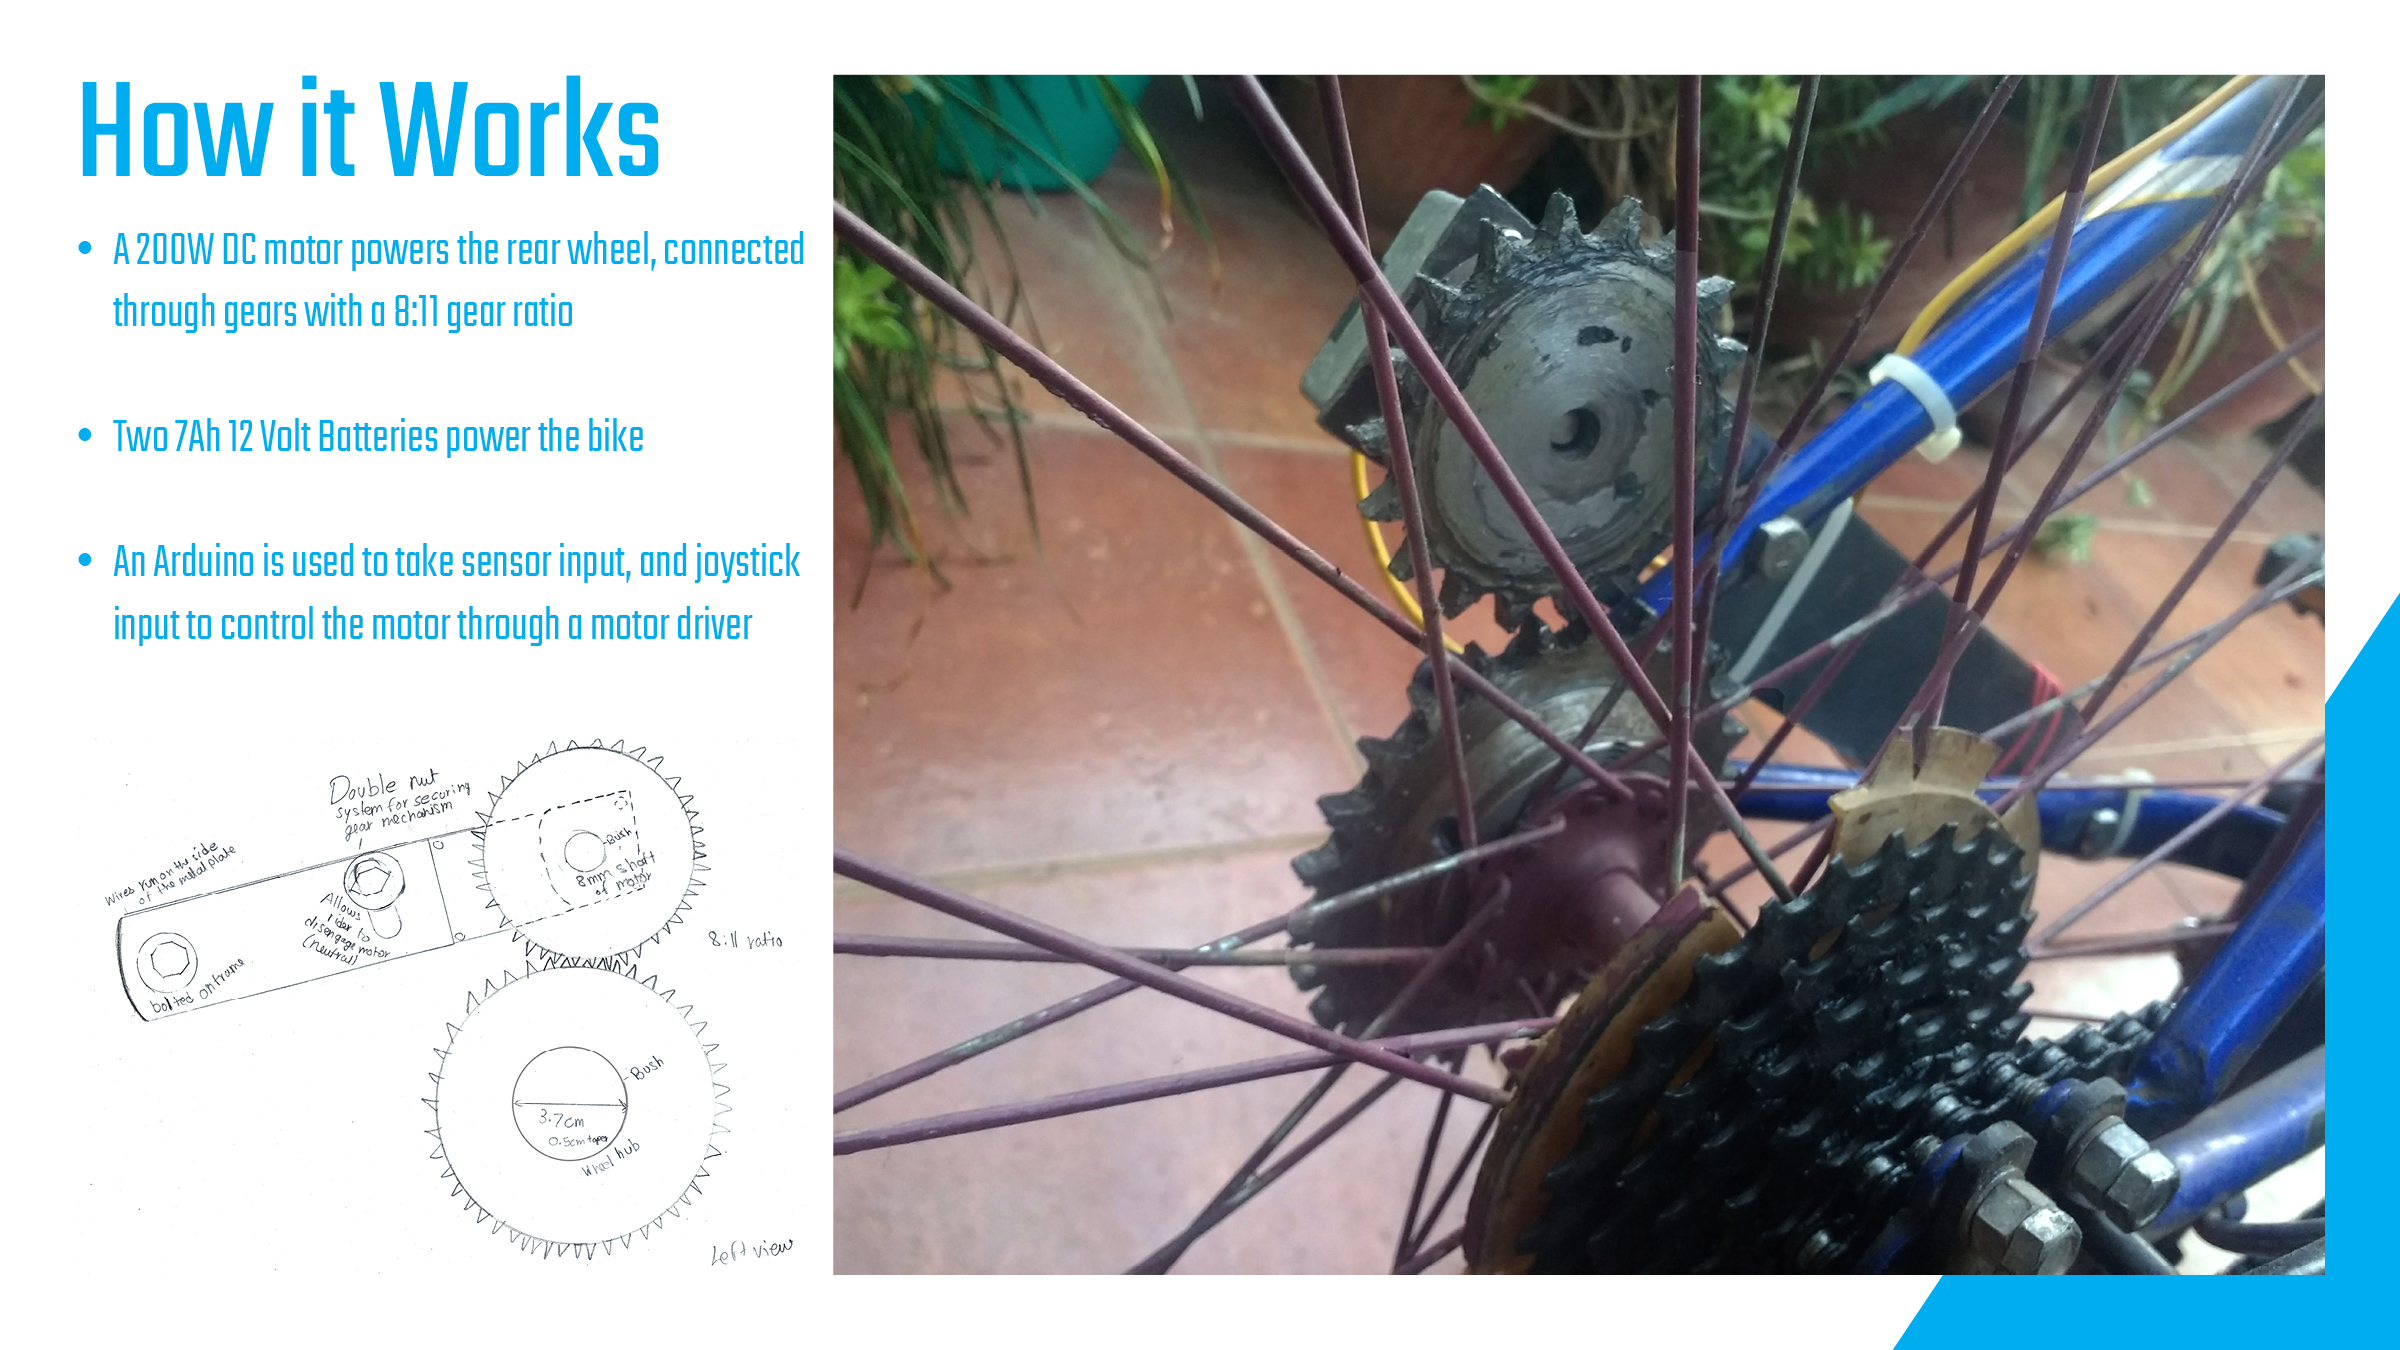 How it Works
• A 200W DC motor powers the rear wheel, connected
through gears with a 8:11 gear ratio
• Two 7Ah 12 Volt Batteries power the bike
• An Arduino is used to take sensor input, and joystick
input to control the motor through a motor driver
Double nut
system for securing
gear mechanism
Wires run on the side
of the metal plate
Allows
rider to
disengage motor
(neutral)
bolted on frame
Bush
8mm shaft
of motor
8:11 ratio
Bush
3.7cm
0.5cm taper
Wheel hub
Left view